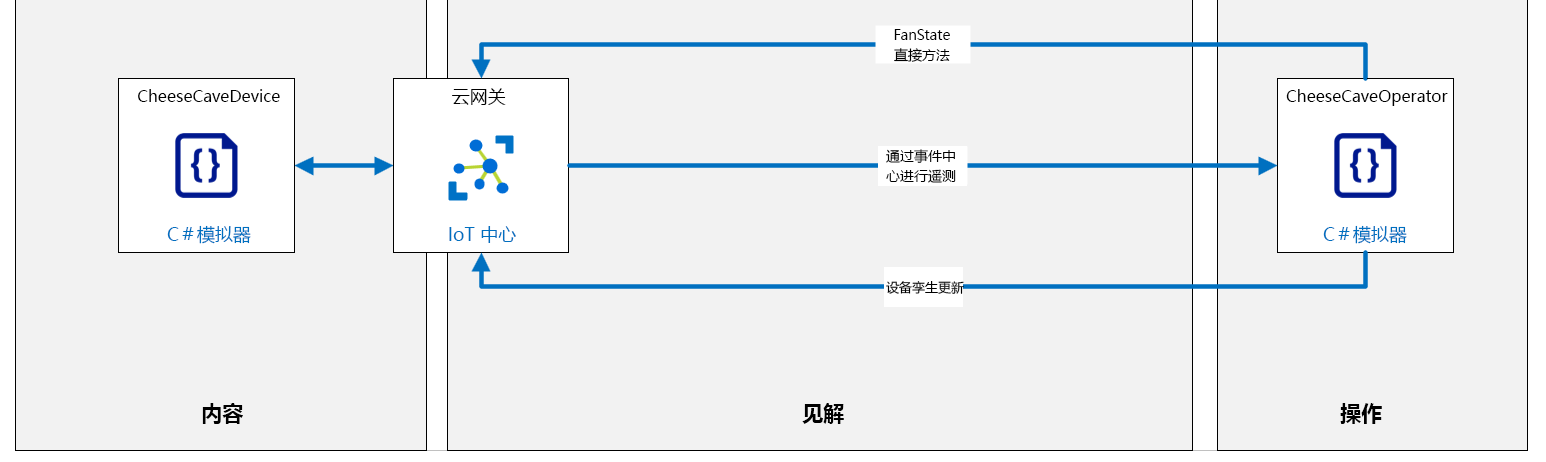 FanState
直接方法
CheeseCaveDevice
云网关
CheeseCaveOperator
{}
{}
通过事件中
心进行遥测
C＃模拟器
IoT 中心
C＃模拟器
设备孪生更新
内容
见解
操作